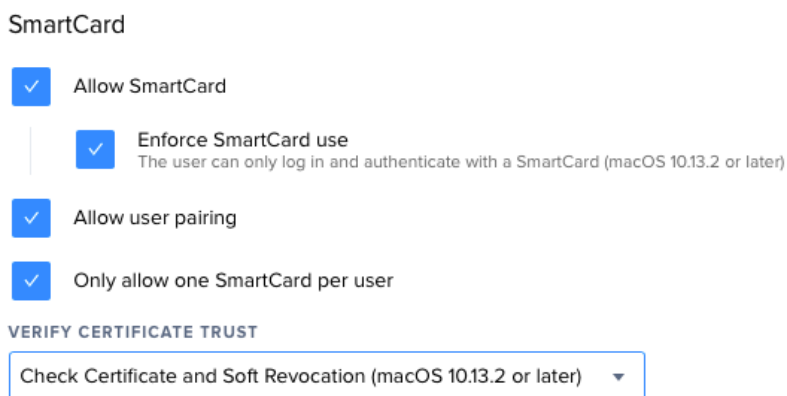 SmartCard
Allow SmartCard
Enforce SmartCard use
The user can only log in and authenticate with a SmartCard (macOS 10.13.2 or later)
Allow user pairing
Only allow one SmartCard per user
VERIFY CERTIFICATE TRUST
Check Certificate and Soft Revocation (macOS 10.13.2 or later)